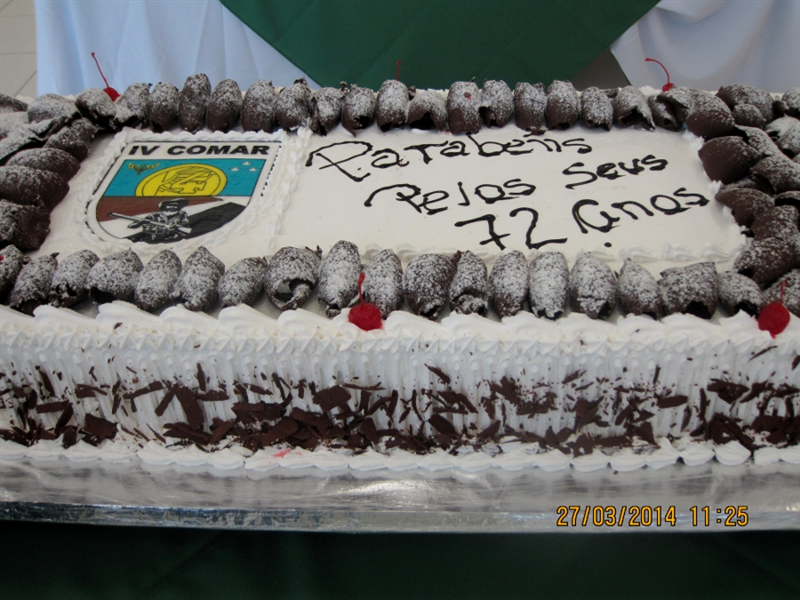 IV COMAR
Parabéns
Pelos seus
72 anos
27/03/2014 11:25